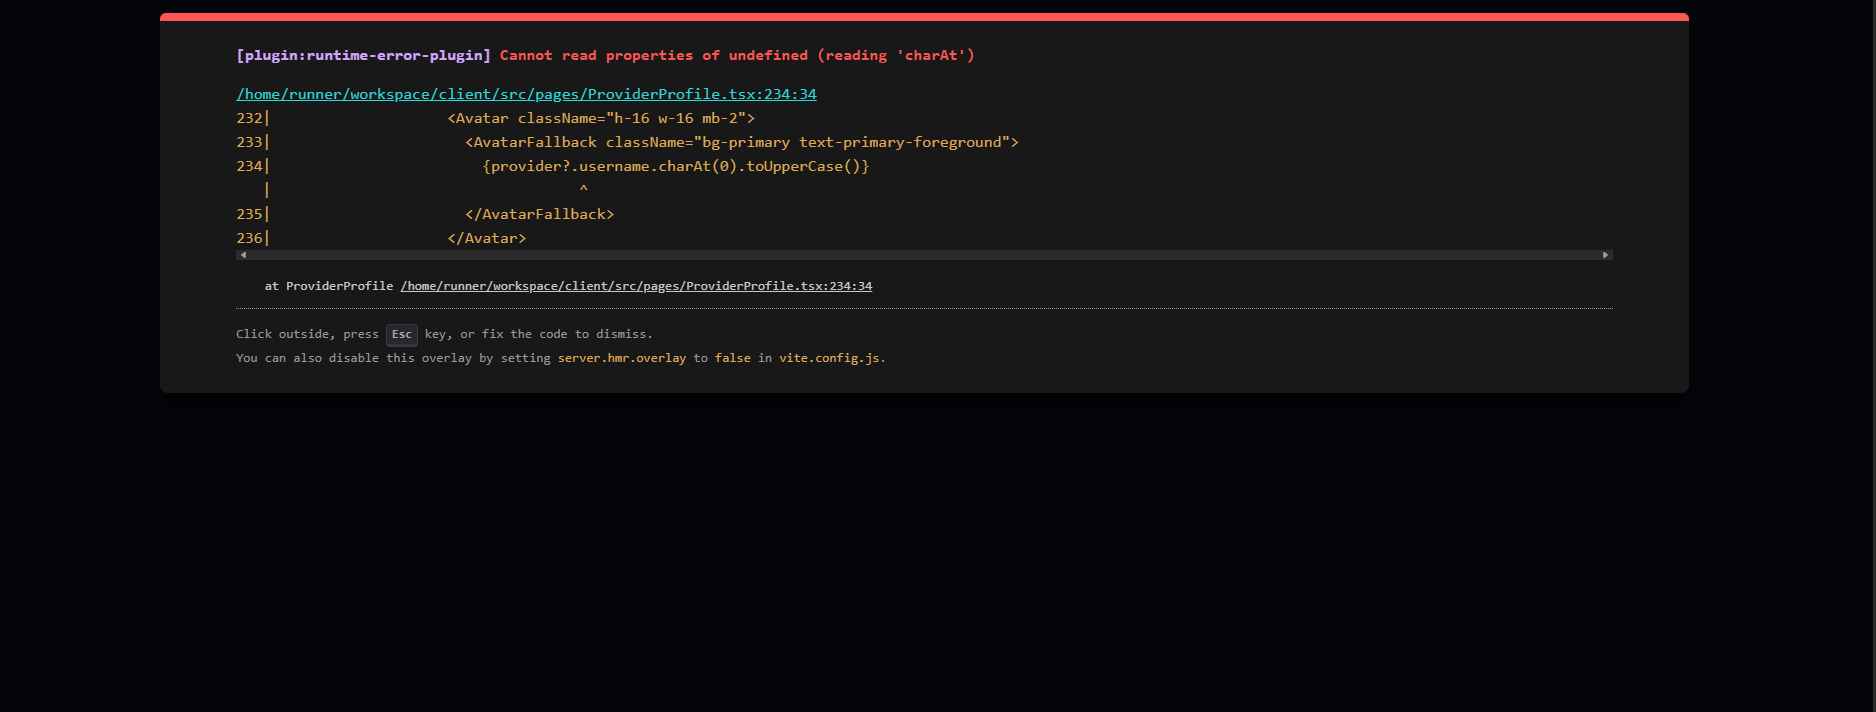 [plugin:runtime-error-plugin] Cannot read properties of undefined (reading 'charAt')
/home/runner/workspace/client/src/pages/ProviderProfile.tsx:234:34
232|                    <Avatar className="h-16 w-16 mb-2">
233|                      <AvatarFallback className="bg-primary text-primary-foreground">
234|                        {provider?.username.charAt(0).toUpperCase()}
   |                                   ^
235|                      </AvatarFallback>
236|                    </Avatar>
at ProviderProfile /home/runner/workspace/client/src/pages/ProviderProfile.tsx:234:34
Click outside, press Esc key, or fix the code to dismiss.
You can also disable this overlay by setting server.hmr.overlay to false in vite.config.js.